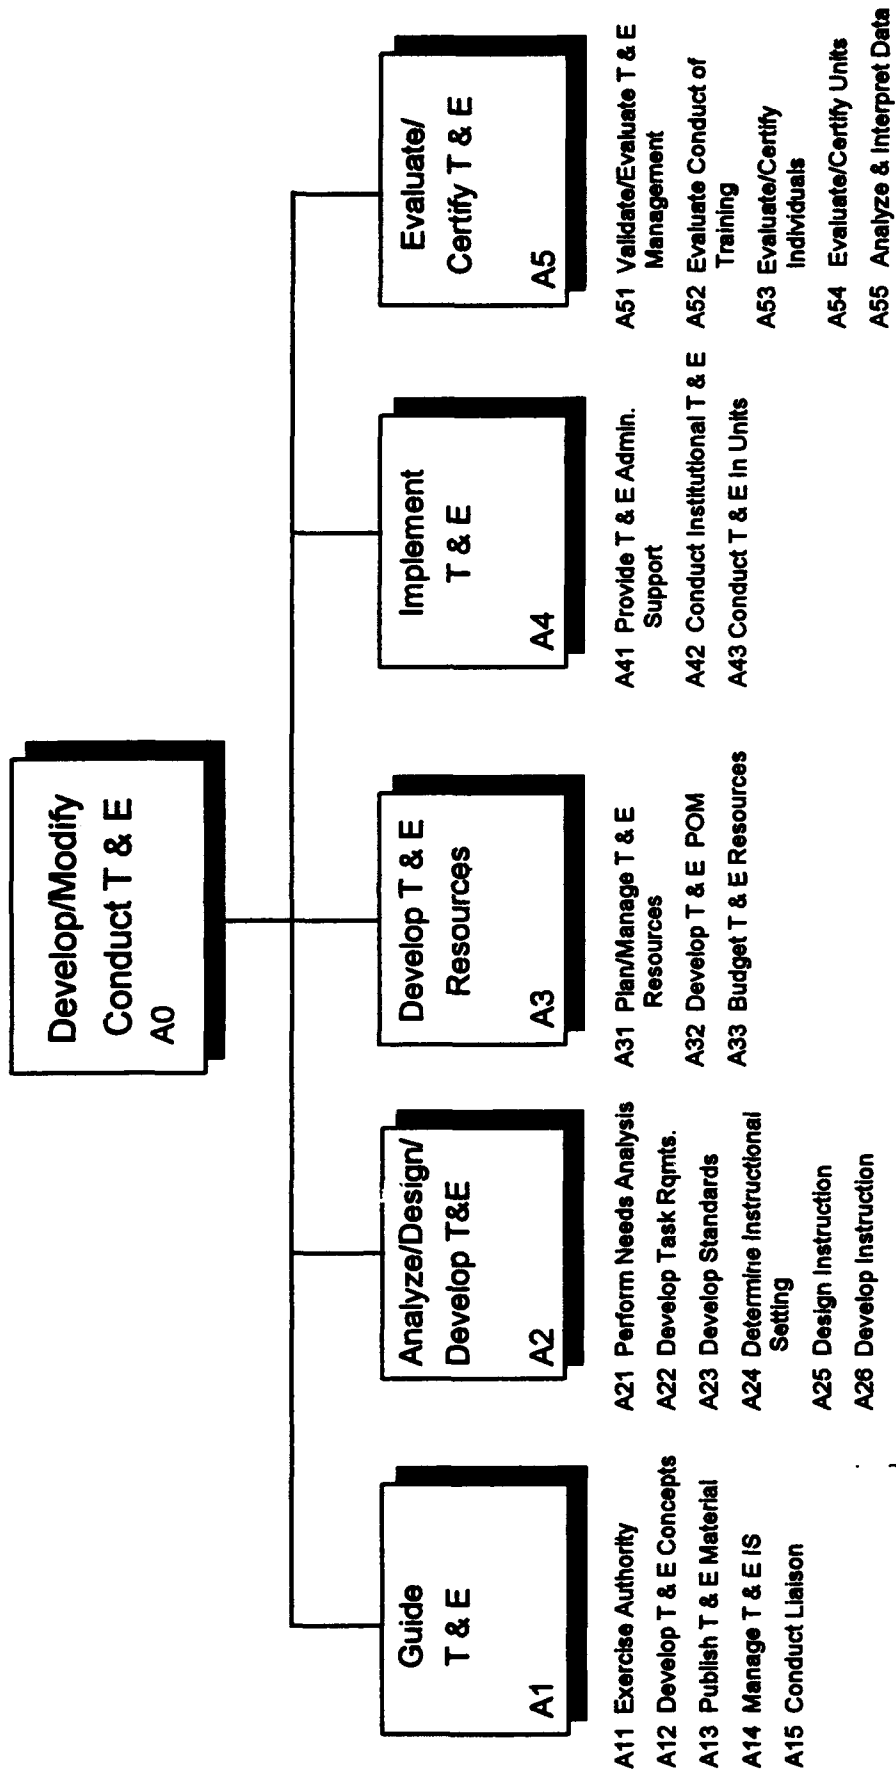 Develop/Modify
Conduct T & E
A0
Guide
T & E
A1
A11 Exercise Authority
A12 Develop T & E Concepts
A13 Publish T & E Material
A14 Manage T & E IS
A15 Conduct Liaison
Analyze/Design/
Develop T&E
A2
A21 Perform Needs Analysis
A22 Develop Task Rqmts.
A23 Develop Standards
A24 Determine Instructional
Setting
A25 Design Instruction
A26 Develop Instruction
Develop T & E
Resources
A3
A31 Plan/Manage T & E
Resources
A32 Develop T & E POM
A33 Budget T & E Resources
Implement
T & E
A4
A41 Provide T & E Admin.
Support
A42 Conduct Institutional T & E
A43 Conduct T & E In Units
Evaluate/
Certify T & E
A5
A51 Validate/Evaluate T & E
Management
A52 Evaluate Conduct of
Training
A53 Evaluate/Certify
Individuals
A54 Evaluate/Certify Units
A55 Analyze & Interpret Data